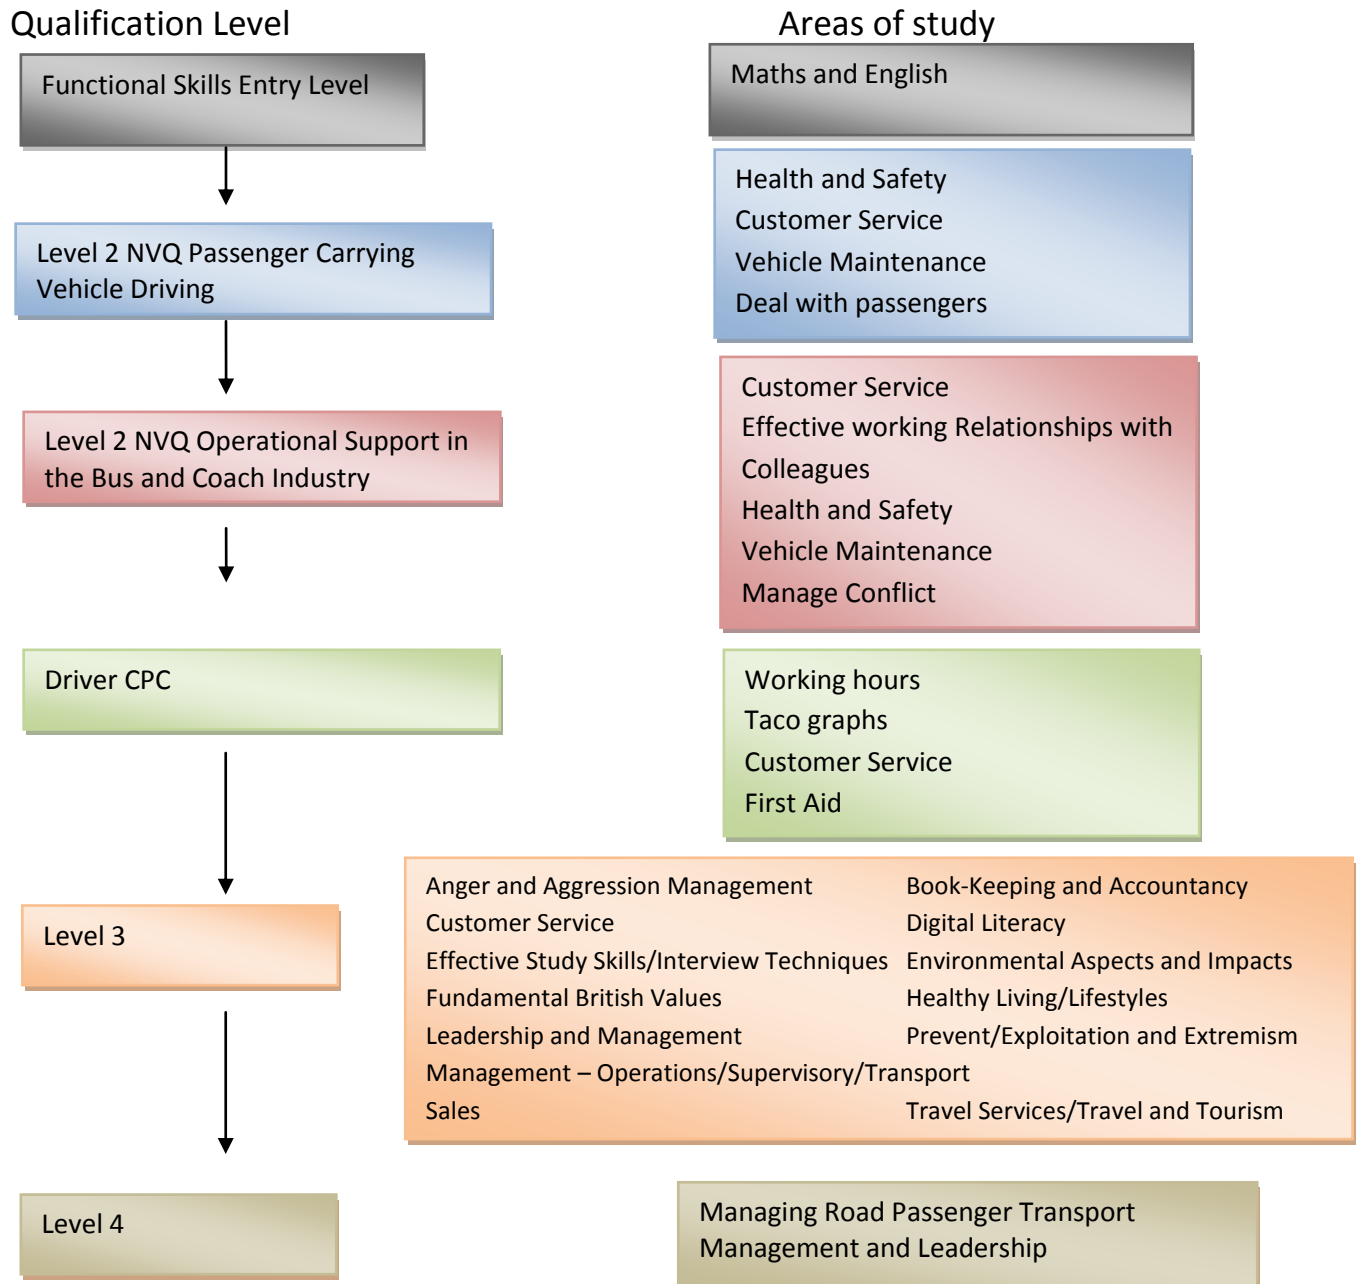 Qualification Level
Areas of study
Functional Skills Entry Level
Maths and English
Level 2 NVQ Passenger Carrying
Vehicle Driving
Health and Safety
Customer Service
Vehicle Maintenance
Deal with passengers
Level 2 NVQ Operational Support in
the Bus and Coach Industry
Customer Service
Effective working Relationships with
Colleagues
Health and Safety
Vehicle Maintenance
Manage Conflict
Driver CPC
Working hours
Taco graphs
Customer Service
First Aid
Level 3
Anger and Aggression Management
Book-Keeping and Accountancy
Customer Service
Digital Literacy
Effective Study Skills/Interview Techniques
Environmental Aspects and Impacts
Fundamental British Values
Healthy Living/Lifestyles
Leadership and Management
Prevent/Exploitation and Extremism
Management – Operations/Supervisory/Transport
Sales
Travel Services/Travel and Tourism
Level 4
Managing Road Passenger Transport
Management and Leadership